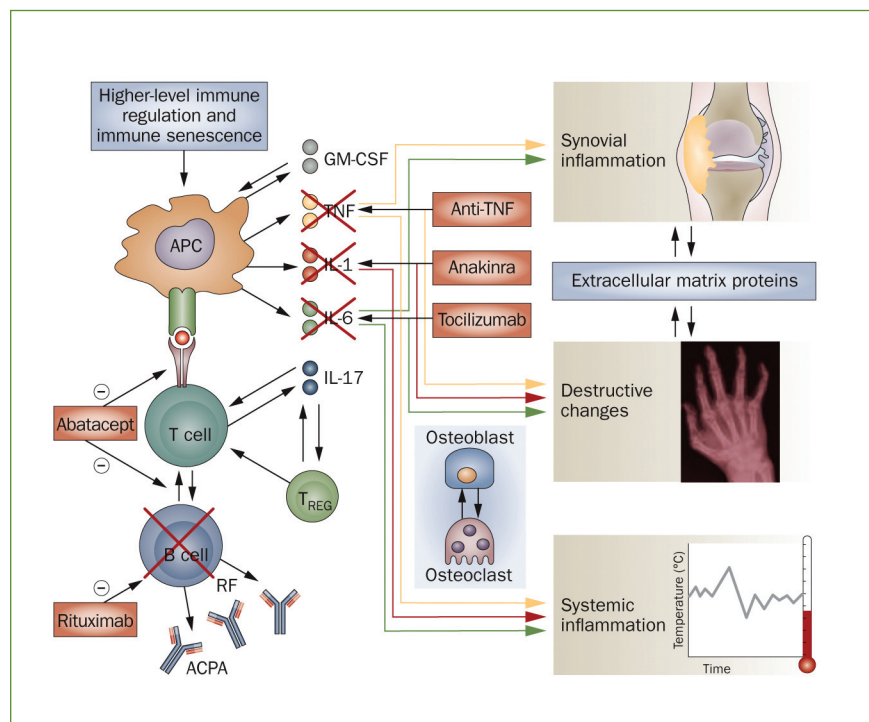 Higher-level immune
regulation and
immune senescence
GM-CSF
TNF
IL-1
IL-6
APC
Anti-TNF
Anakinra
Tocilizumab
Synovial
inflammation
Extracellular matrix proteins
Destructive
changes
IL-17
T cell
Abatacept
−
−
TREG
Osteoblast
Osteoclast
B cell
RF
−
Rituximab
ACPA
Systemic
inflammation
Temperature (°C)
Time